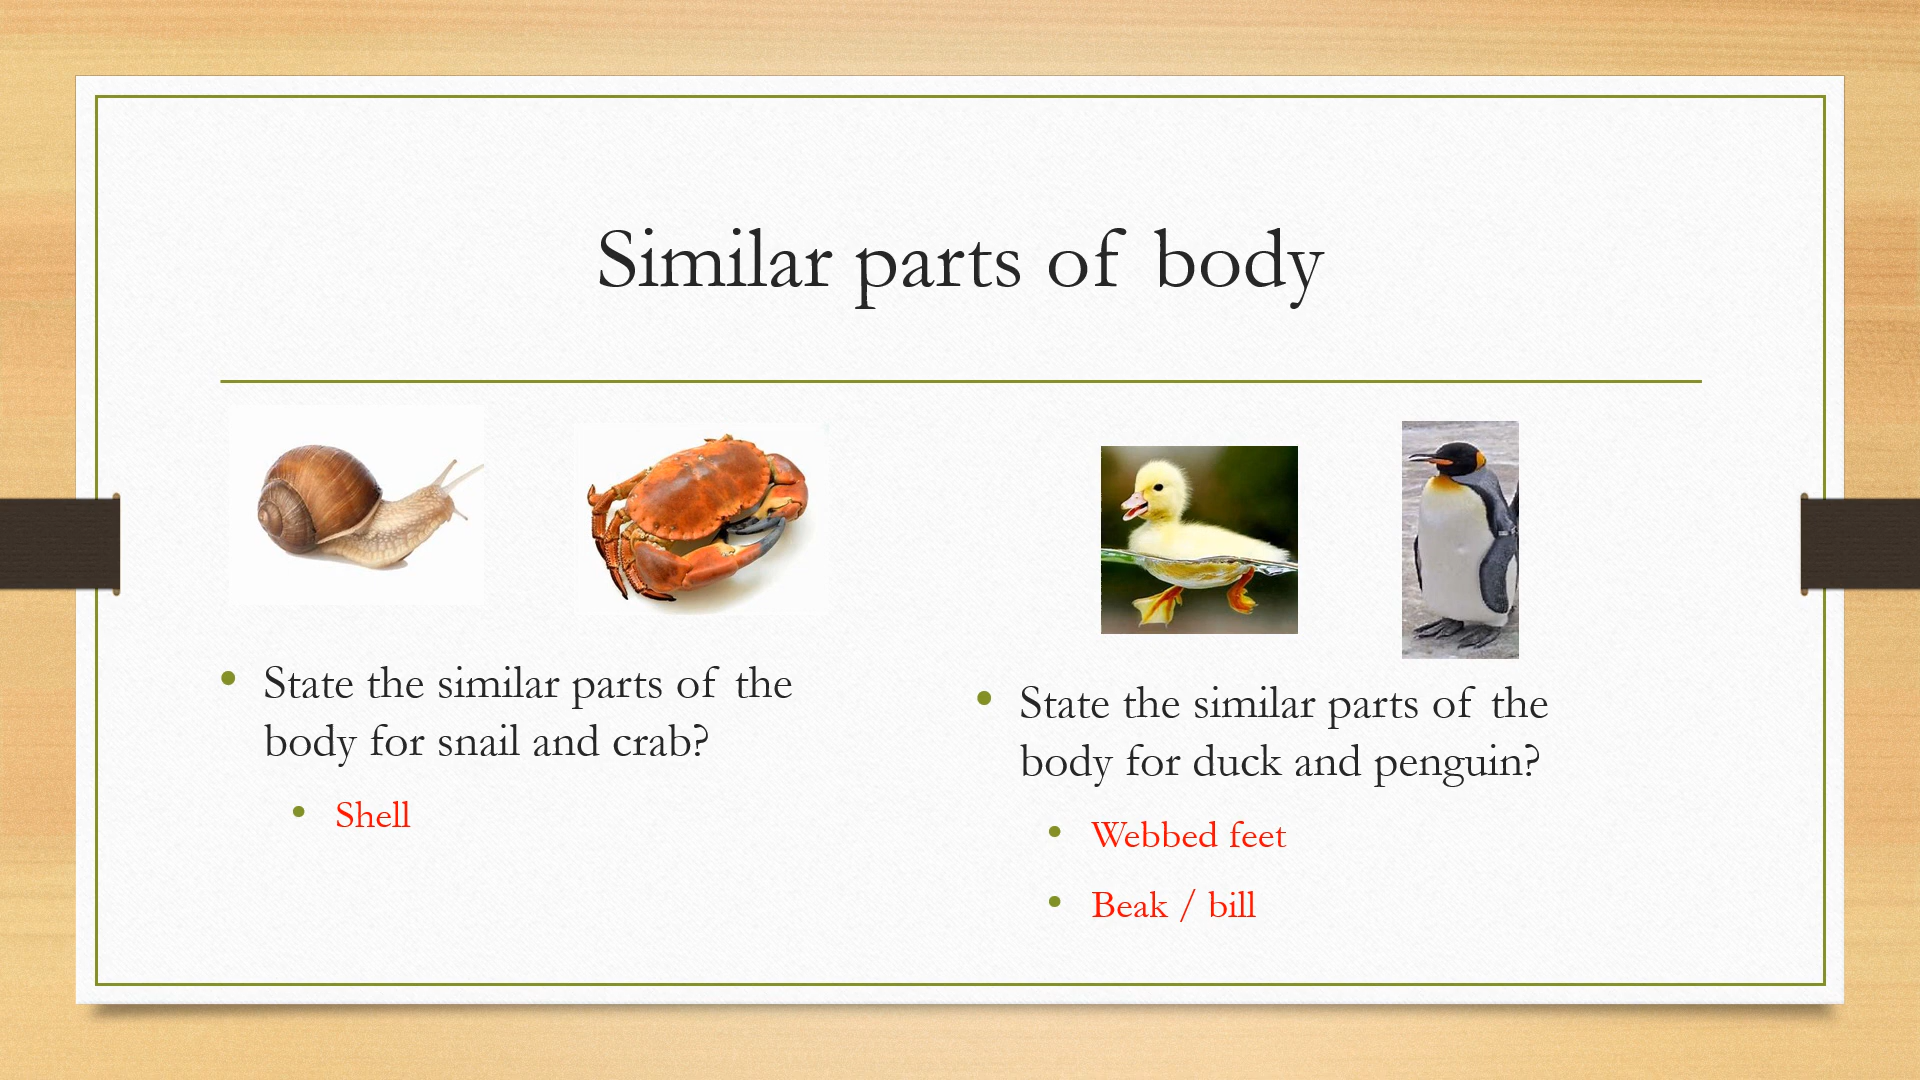 Similar parts of body
• State the similar parts of the
body for snail and crab?
• Shell
• State the similar parts of the
body for duck and penguin?
• Webbed feet
• Beak / bill